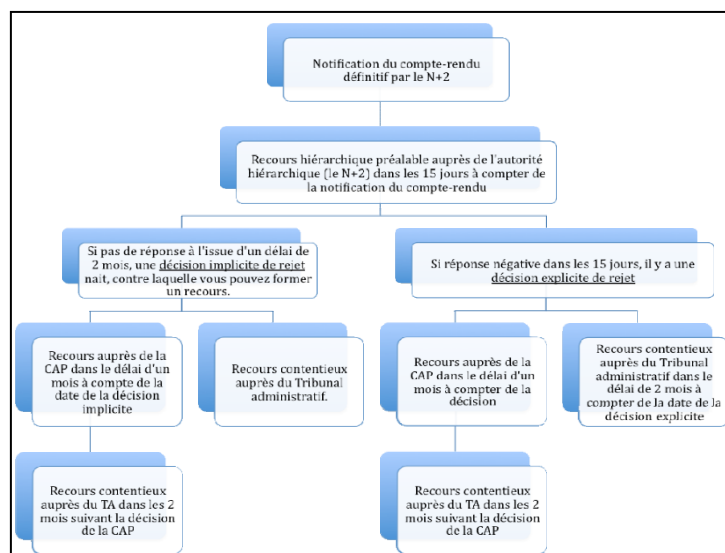 Notification du compte-rendu
définitif par le N+2
Recours hiérarchique préalable auprès de l'autorité
hiérarchique (le N+2) dans les 15 jours à compter de
la notification du compte-rendu
Si pas de réponse à l'issue d'un délai de
2 mois, une décision implicite de rejet
nait, contre laquelle vous pouvez former
un recours.
Si réponse négative dans les 15 jours, il y a une
décision explicite de rejet
Recours auprès de la
CAP dans le délai d'un
mois à compte de la
date de la décision
implicite
Recours contentieux
auprès du Tribunal
administratif.
Recours auprès de la
CAP dans le délai d'un
mois à compter de la
décision
Recours contentieux
auprès du Tribunal
administratif dans le
délai de 2 mois à
compter de la date de la
décision explicite
Recours contentieux
auprès du TA dans les 2
mois suivant la décision
de la CAP
Recours contentieux
auprès du TA dans les 2
mois suivant la décision
de la CAP